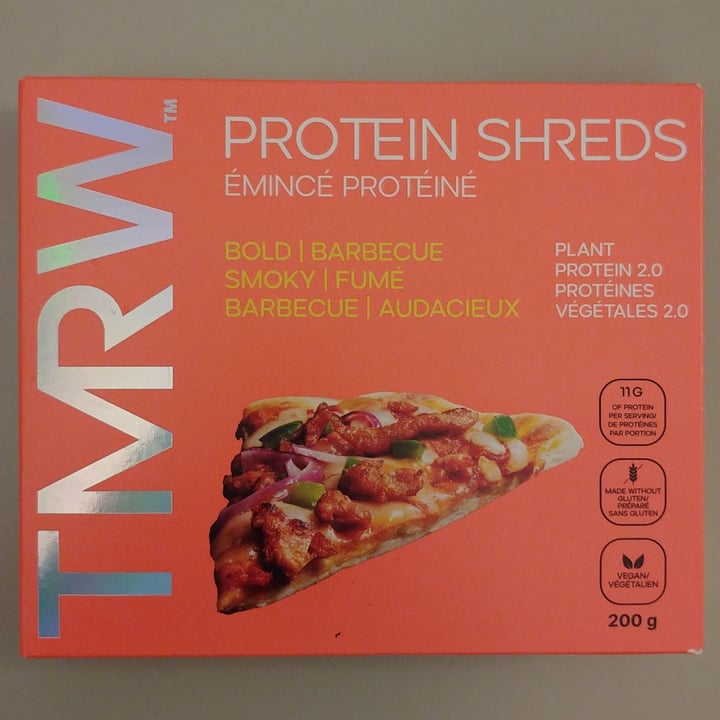 TMRW™
PROTEIN SHREDS
ÉMINCÉ PROTÉINÉ
BOLD | BARBECUE
SMOKY | FUMÉ
BARBECUE | AUDACIEUX
PLANT
PROTEIN 2.0
PROTÉINES
VÉGÉTALES 2.0
11G
OF PROTEIN
PER SERVING/
DE PROTÉINES
PAR PORTION
MADE WITHOUT
GLUTEN/
PRÉPARÉ
SANS GLUTEN
VEGAN/
VÉGÉTALIEN
200 g